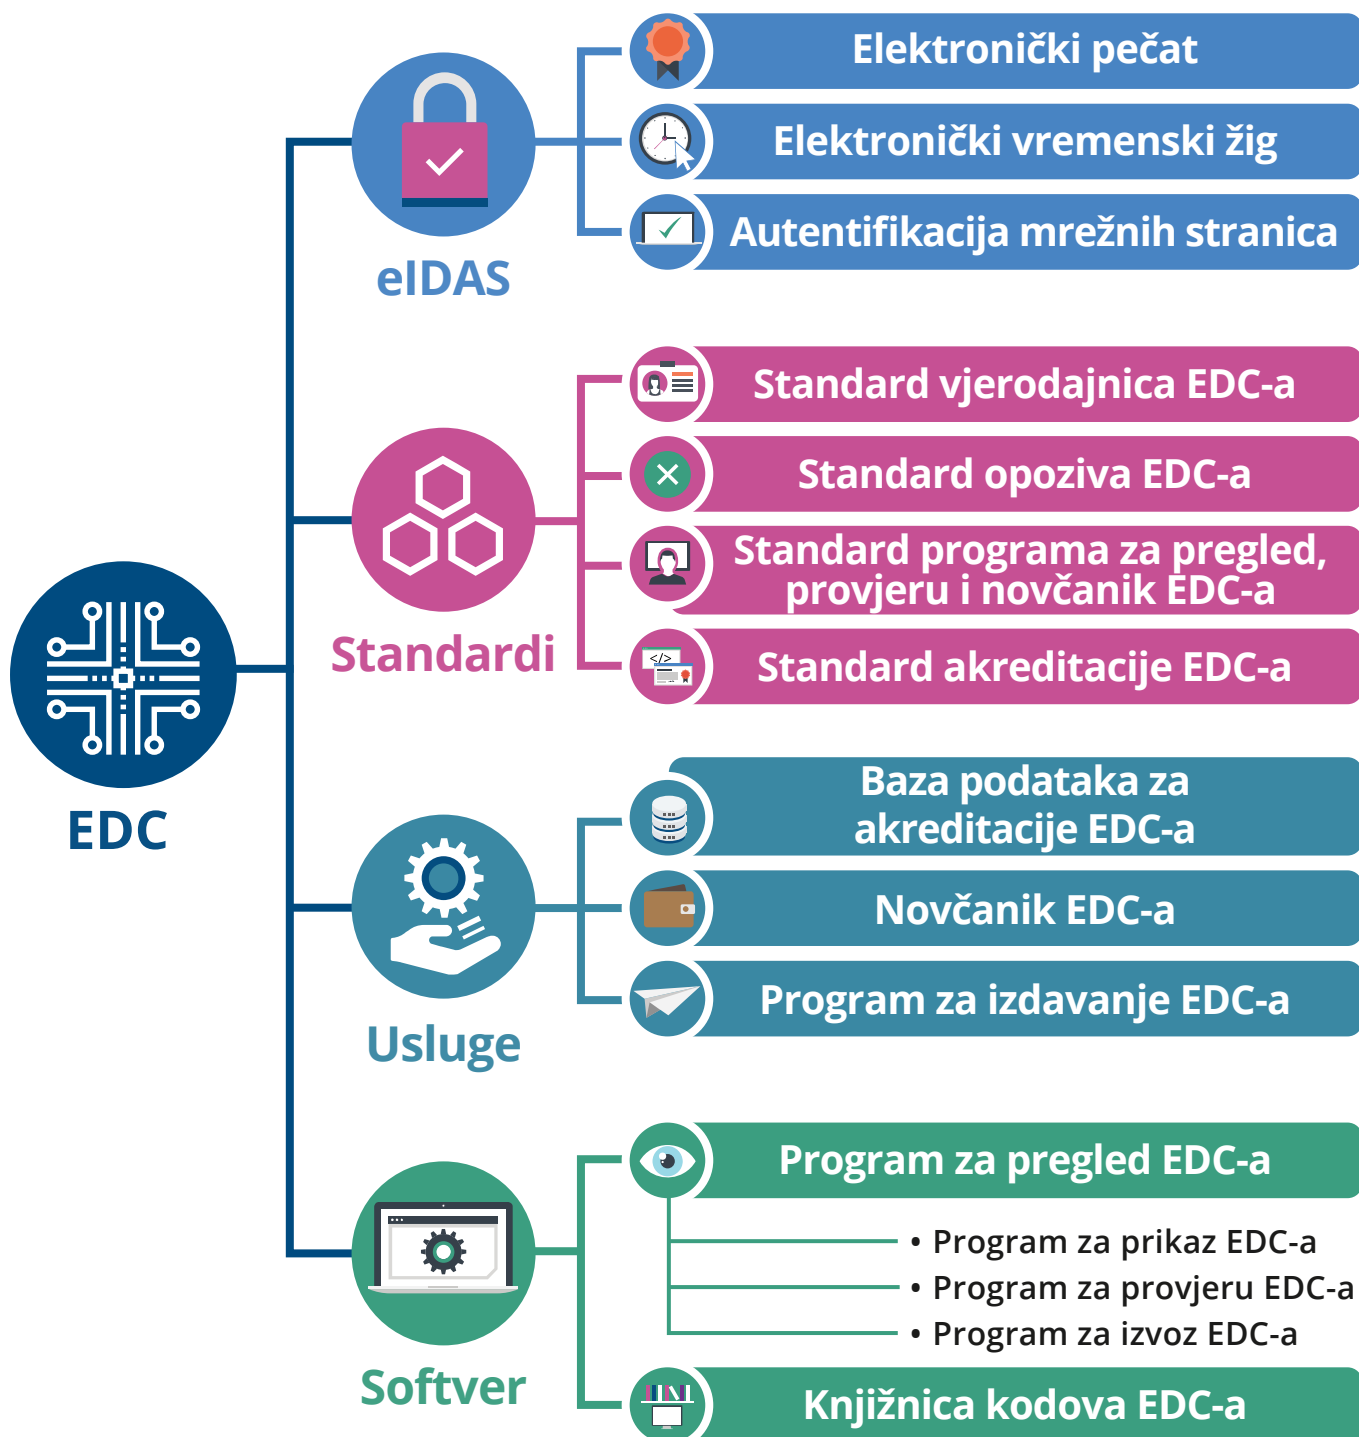 Elektronički pečat
Elektronički vremenski žig
Autentifikacija mrežnih stranica
eIDAS
Standard vjerodajnica EDC-a
Standard opoziva EDC-a
Standard programa za pregled,
provjeru i novčanik EDC-a
Standard akreditacije EDC-a
</>
Standardi
EDC
Baza podataka za
akreditacije EDC-a
Novčanik EDC-a
Program za izdavanje EDC-a
Usluge
Program za pregled EDC-a
• Program za prikaz EDC-a
• Program za provjeru EDC-a
• Program za izvoz EDC-a
Knjižnica kodova EDC-a
Softver